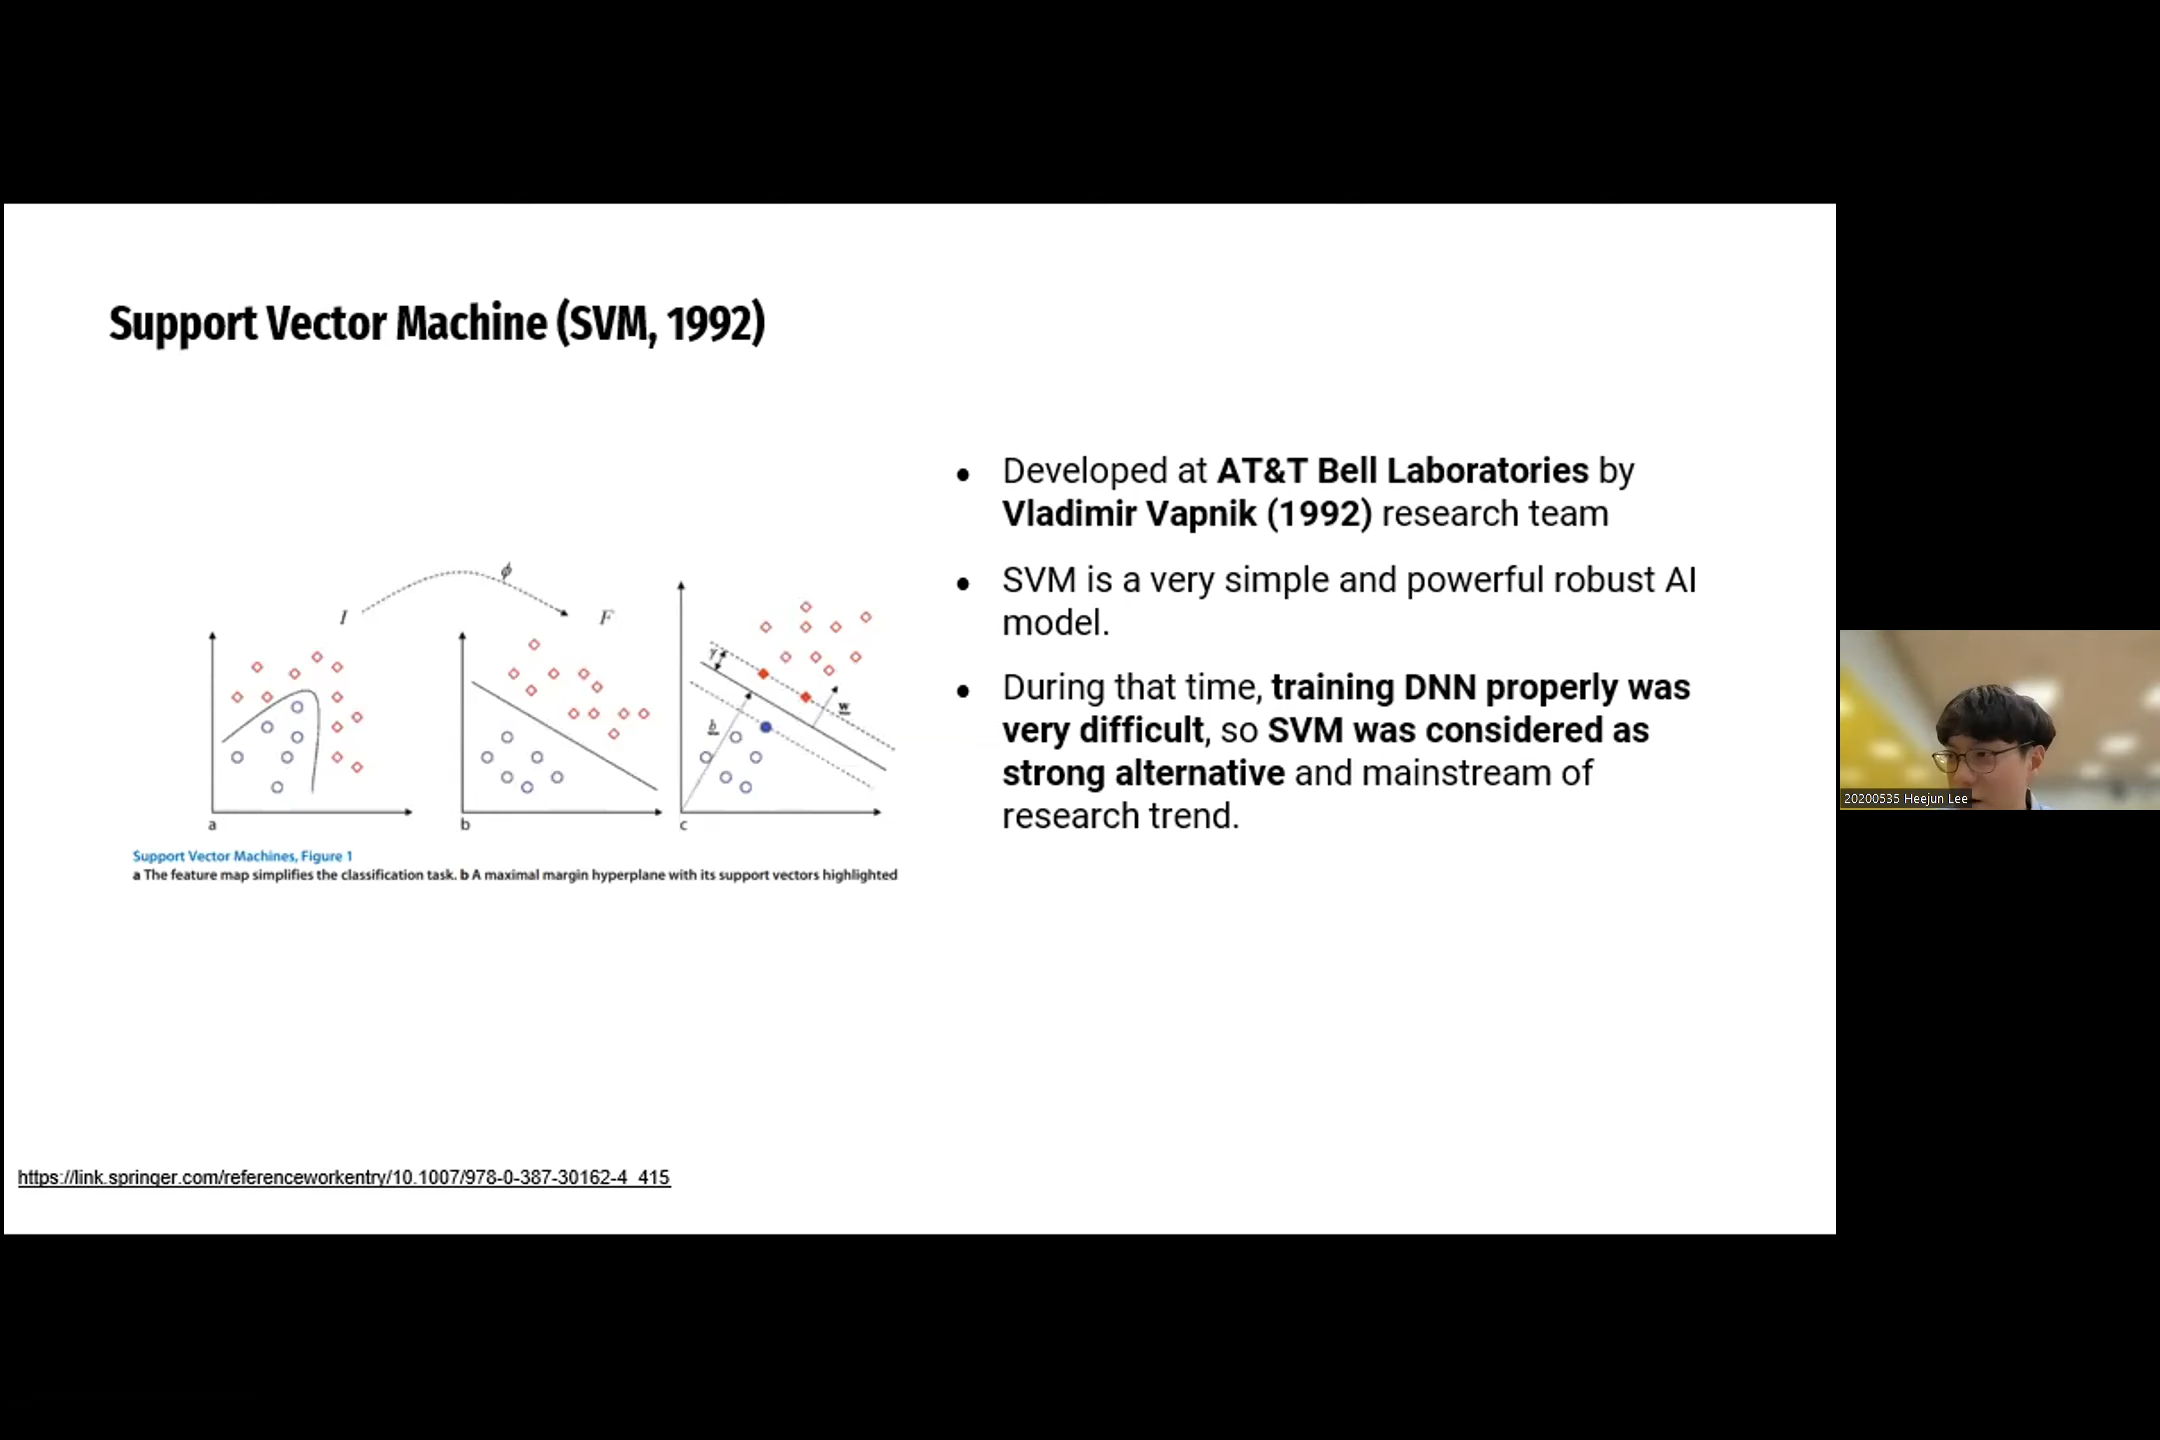 Support Vector Machine (SVM, 1992)
● Developed at AT&T Bell Laboratories by
Vladimir Vapnik (1992) research team
● SVM is a very simple and powerful robust AI
model.
● During that time, training DNN properly was
very difficult, so SVM was considered as
strong alternative and mainstream of
research trend.
I
ϕ
F
γ
b
w
a
b
c
Support Vector Machines, Figure 1
a The feature map simplifies the classification task. b A maximal margin hyperplane with its support vectors highlighted
https://link.springer.com/referenceworkentry/10.1007/978-0-387-30162-4_415
20200535 Heejun Lee